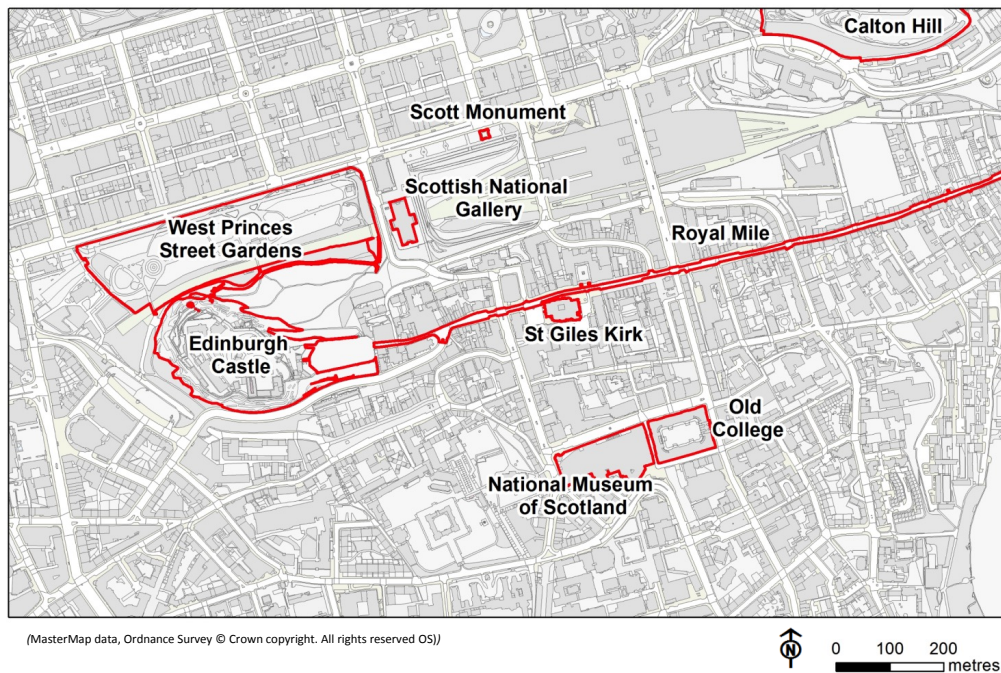 Calton Hill
Scott Monument
Scottish National
Gallery
West Princes
Street Gardens
Royal Mile
Edinburgh
Castle
St Giles Kirk
Old
College
National Museum
of Scotland
(MasterMap data, Ordnance Survey © Crown copyright. All rights reserved OS))
N
0 100 200
metres